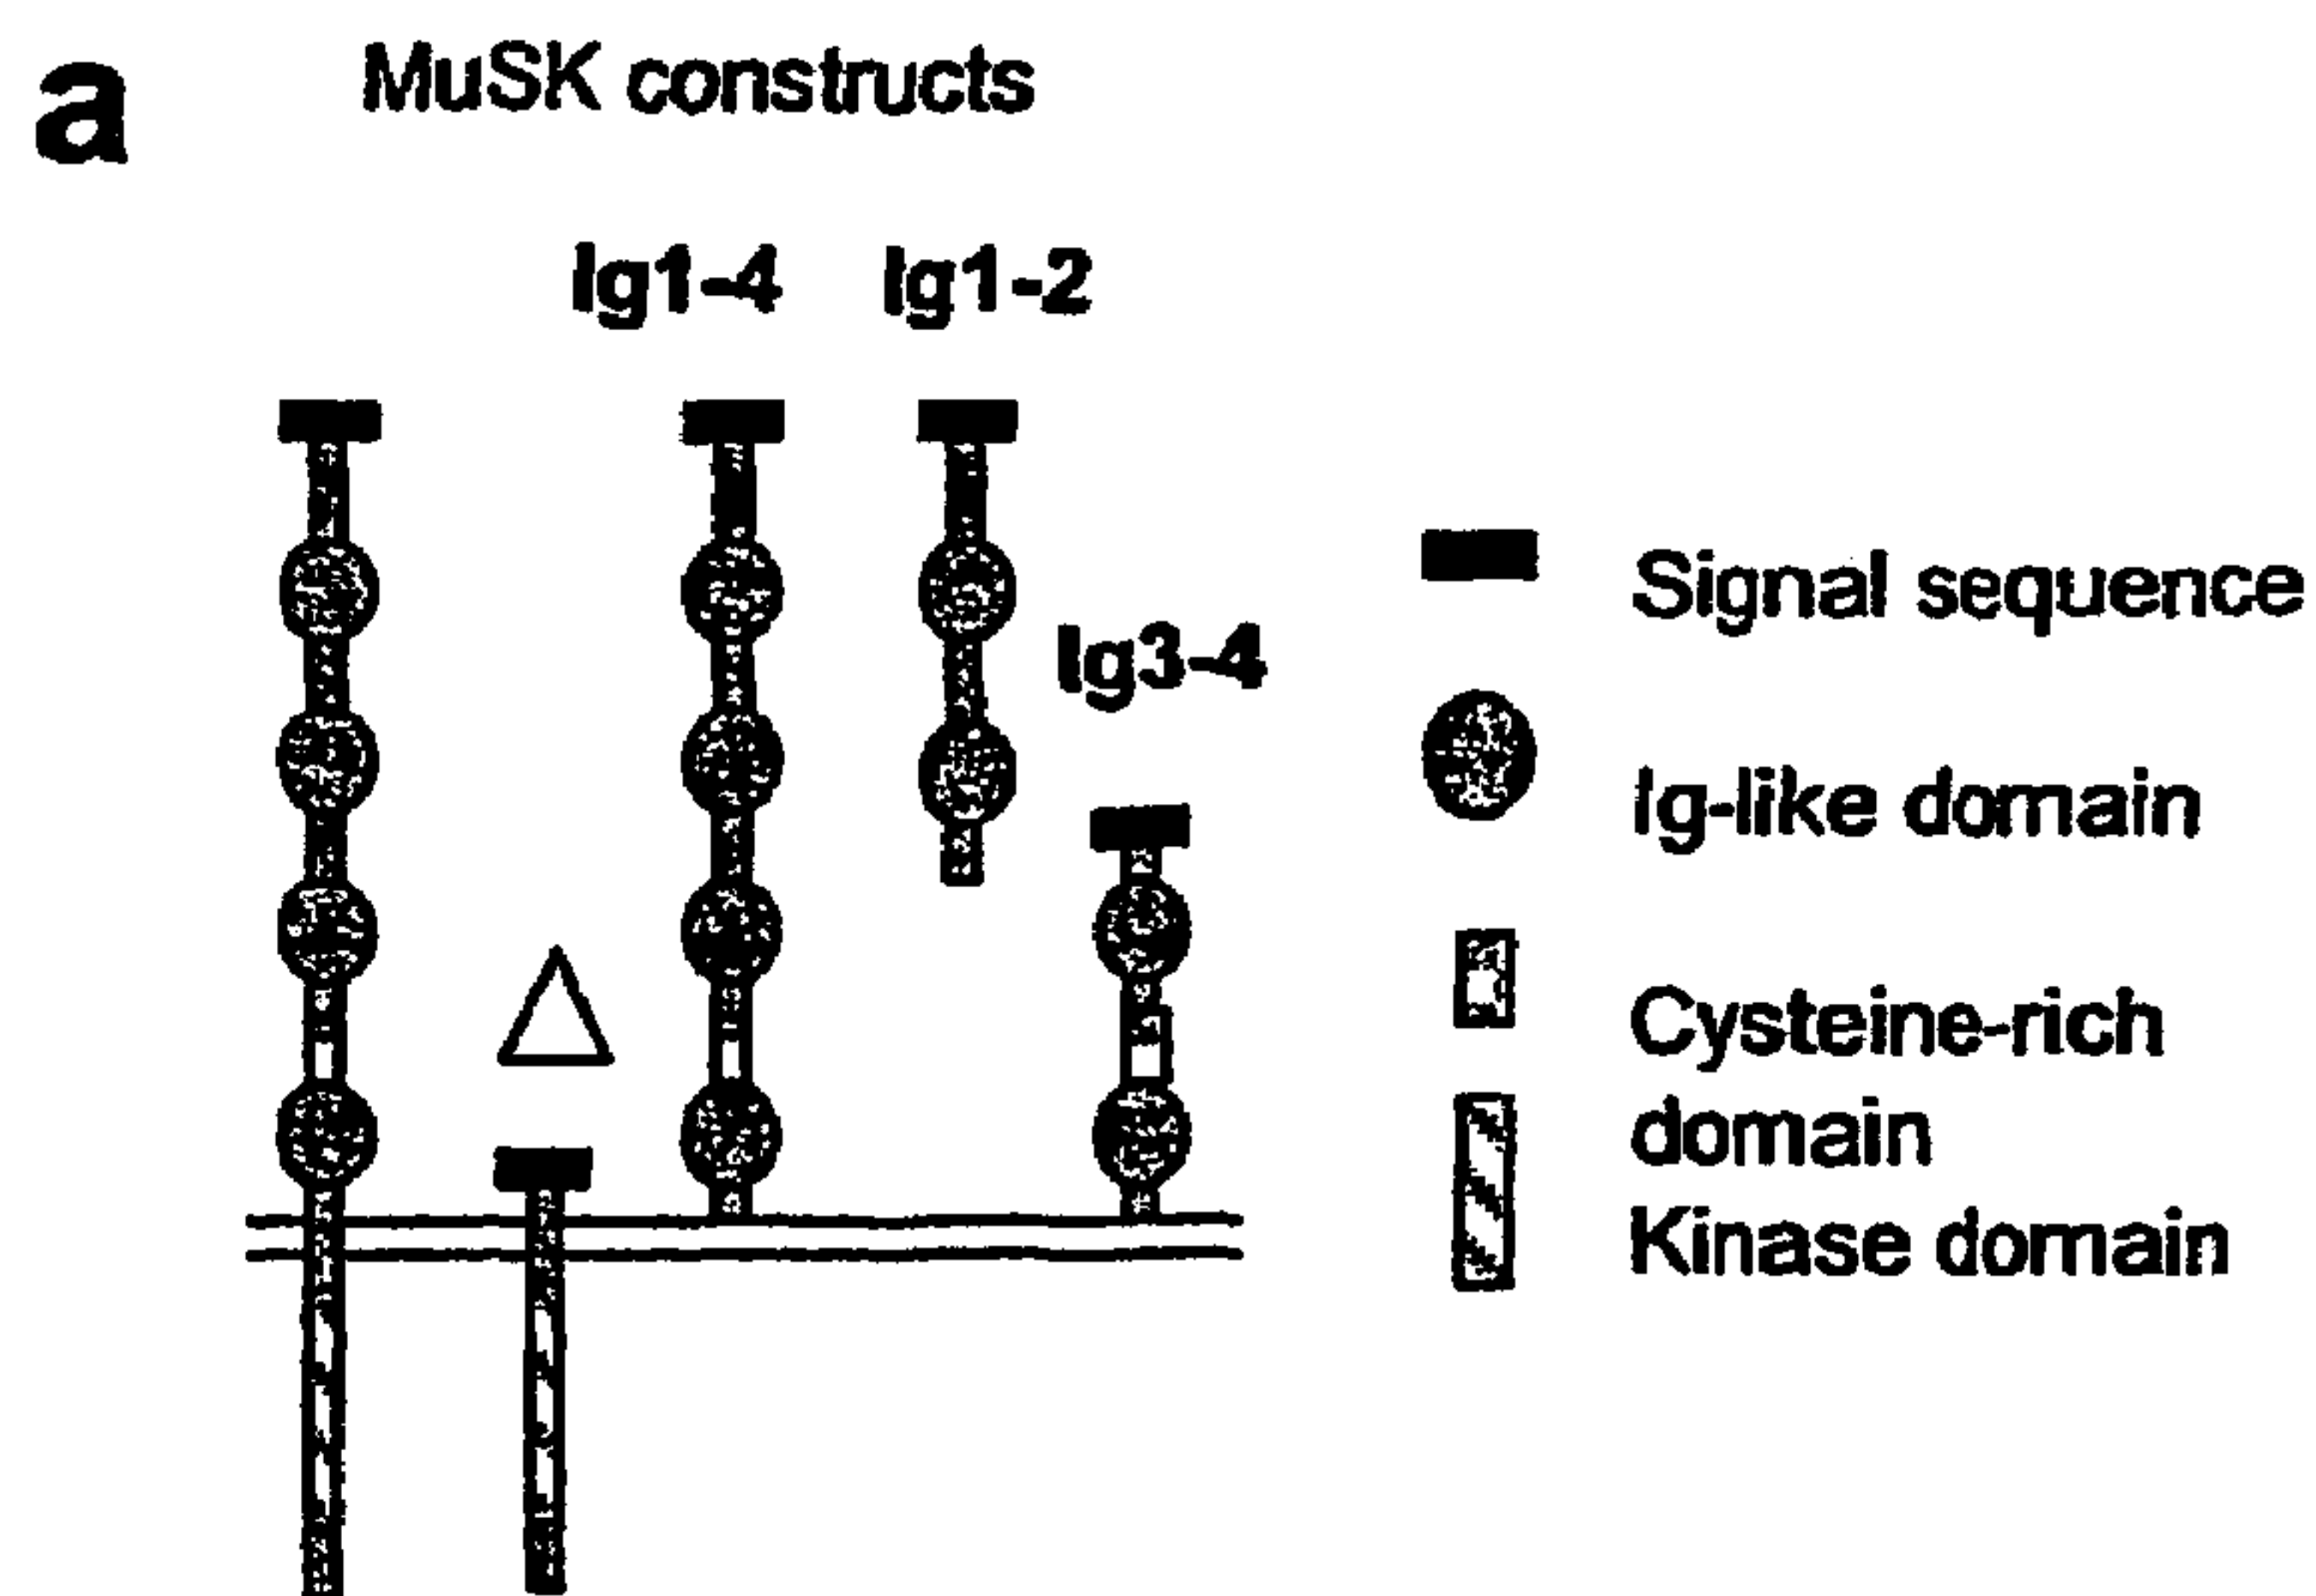 a
MuSK constructs
Ig1-4
Ig1-2
Ig3-4
Δ
Signal sequence
Ig-like domain
Cysteine-rich
domain
Kinase domain